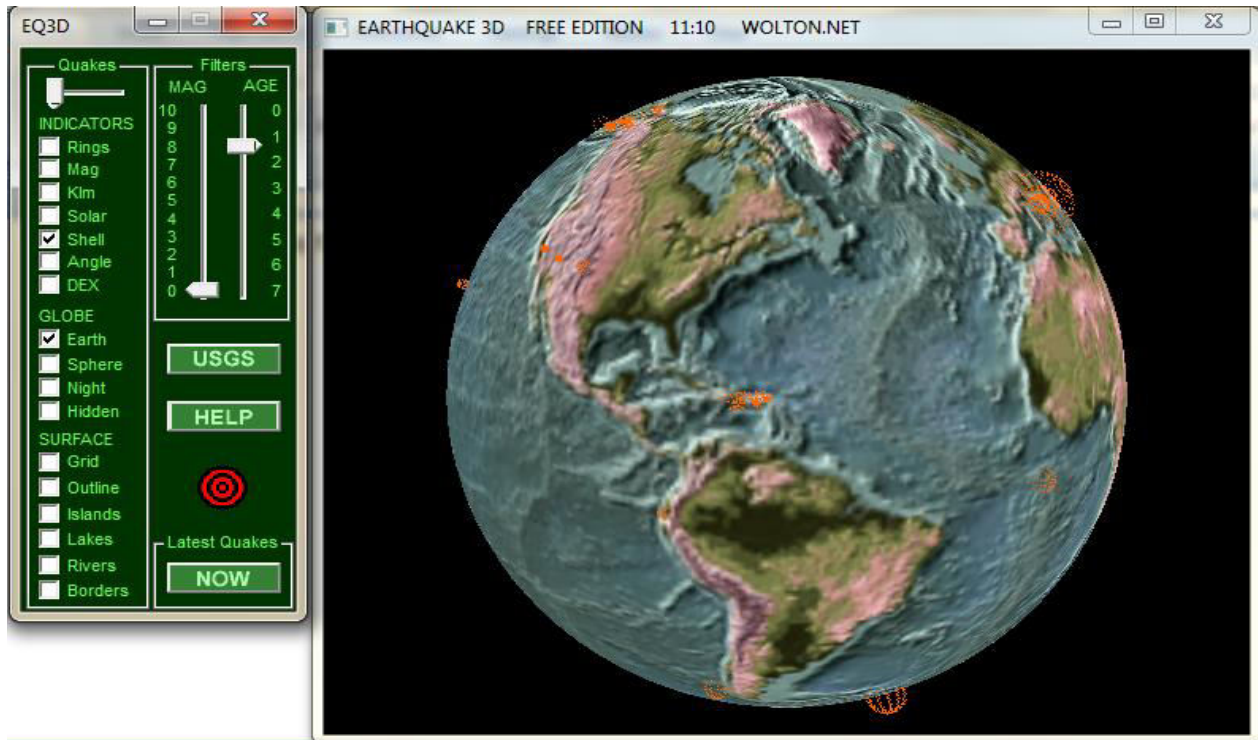 EQ3D
Quakes
INDICATORS
Rings
Mag
Klm
Solar
Shell
Angle
DEX
GLOBE
Earth
Sphere
Night
Hidden
SURFACE
Grid
Outline
Islands
Lakes
Rivers
Borders
Filters
MAG AGE
10 0
9
8 1
7 2
6 3
5
4 4
3 5
2
1 6
0 7
USGS
HELP
Latest Quakes
NOW
EARTHQUAKE 3D FREE EDITION 11:10 WOLTON.NET